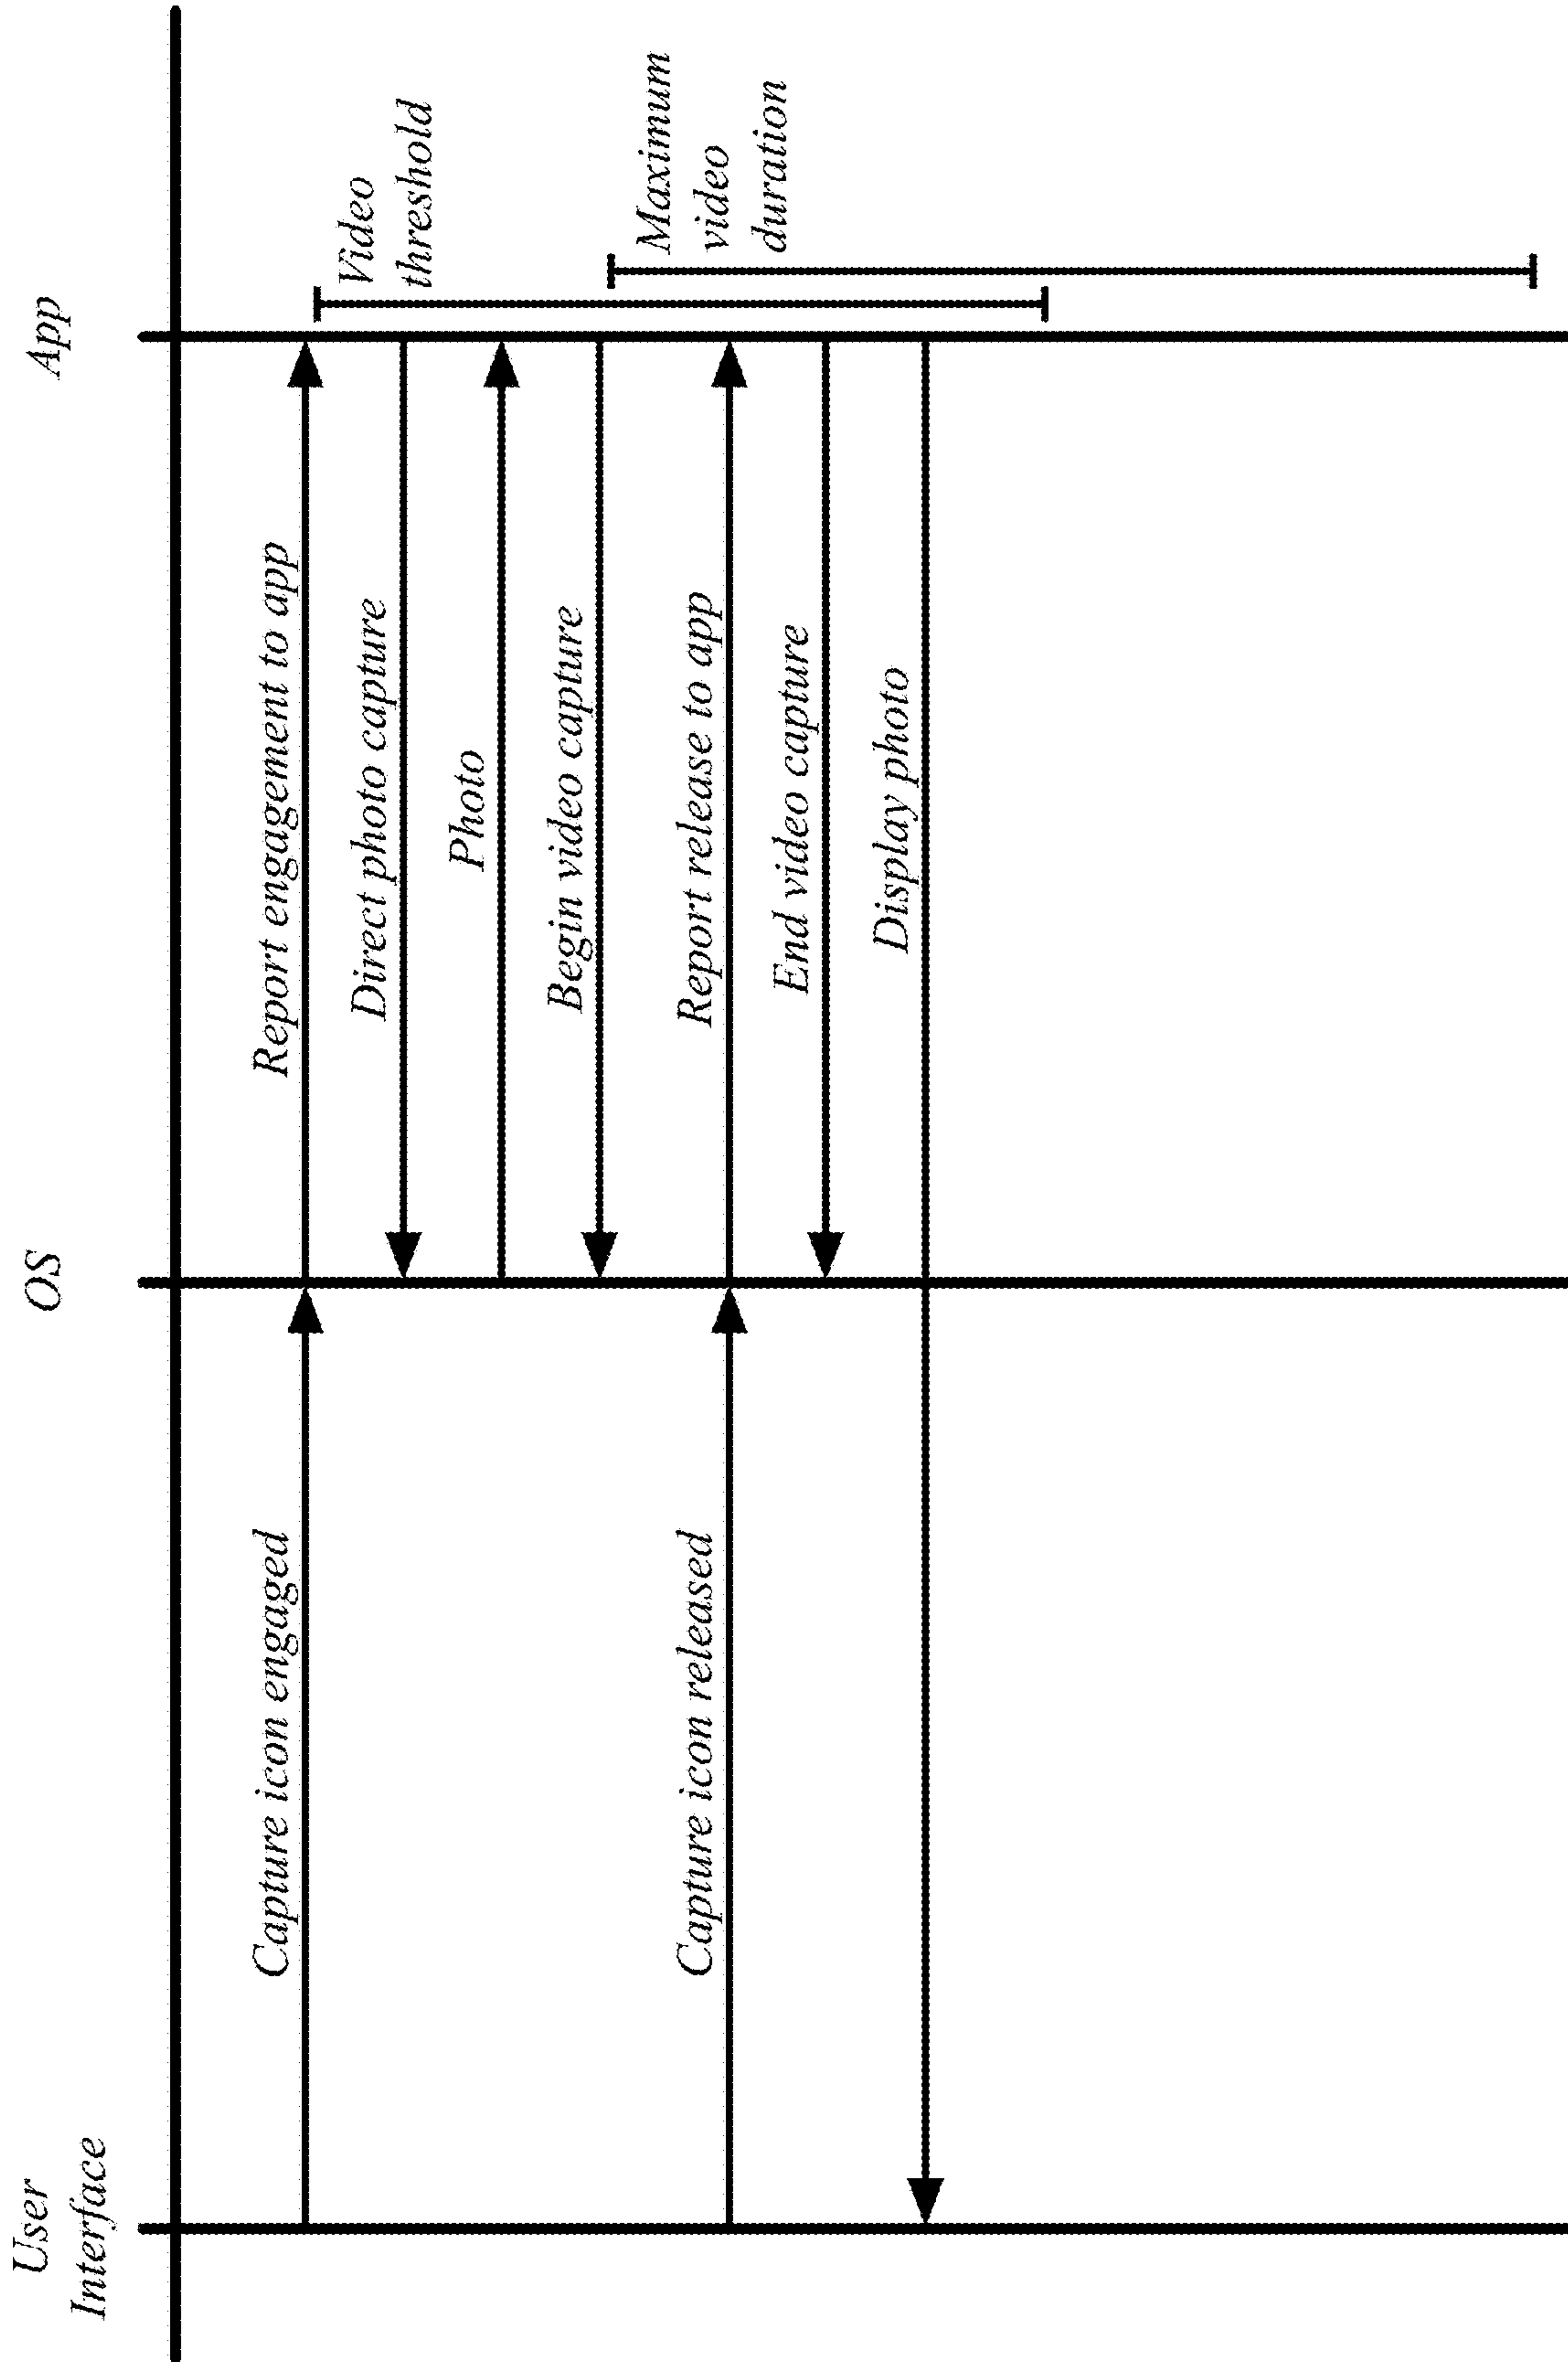 User
Interface
OS
App
Capture icon engaged
Report engagement to app
Direct photo capture
Photo
Begin video capture
Capture icon released
Report release to app
End video capture
Display photo
Video
threshold
Maximum
video
duration